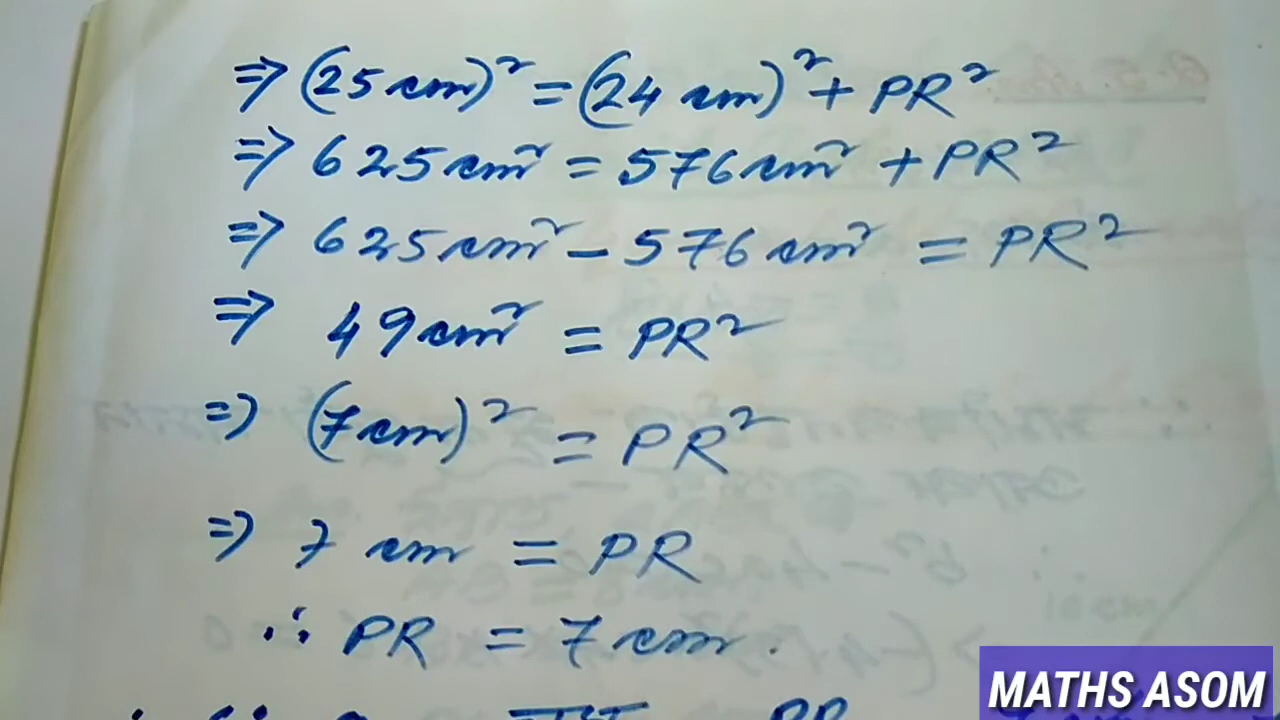 ⇒ (25 cm)² = (24 cm)² + PR²
⇒ 625 cm² = 576 cm² + PR²
⇒ 625 cm² – 576 cm² = PR²
⇒ 49 cm² = PR²
⇒ (7 cm)² = PR²
⇒ 7 cm = PR
∴ PR = 7 cm.
PR
MATHS ASOM